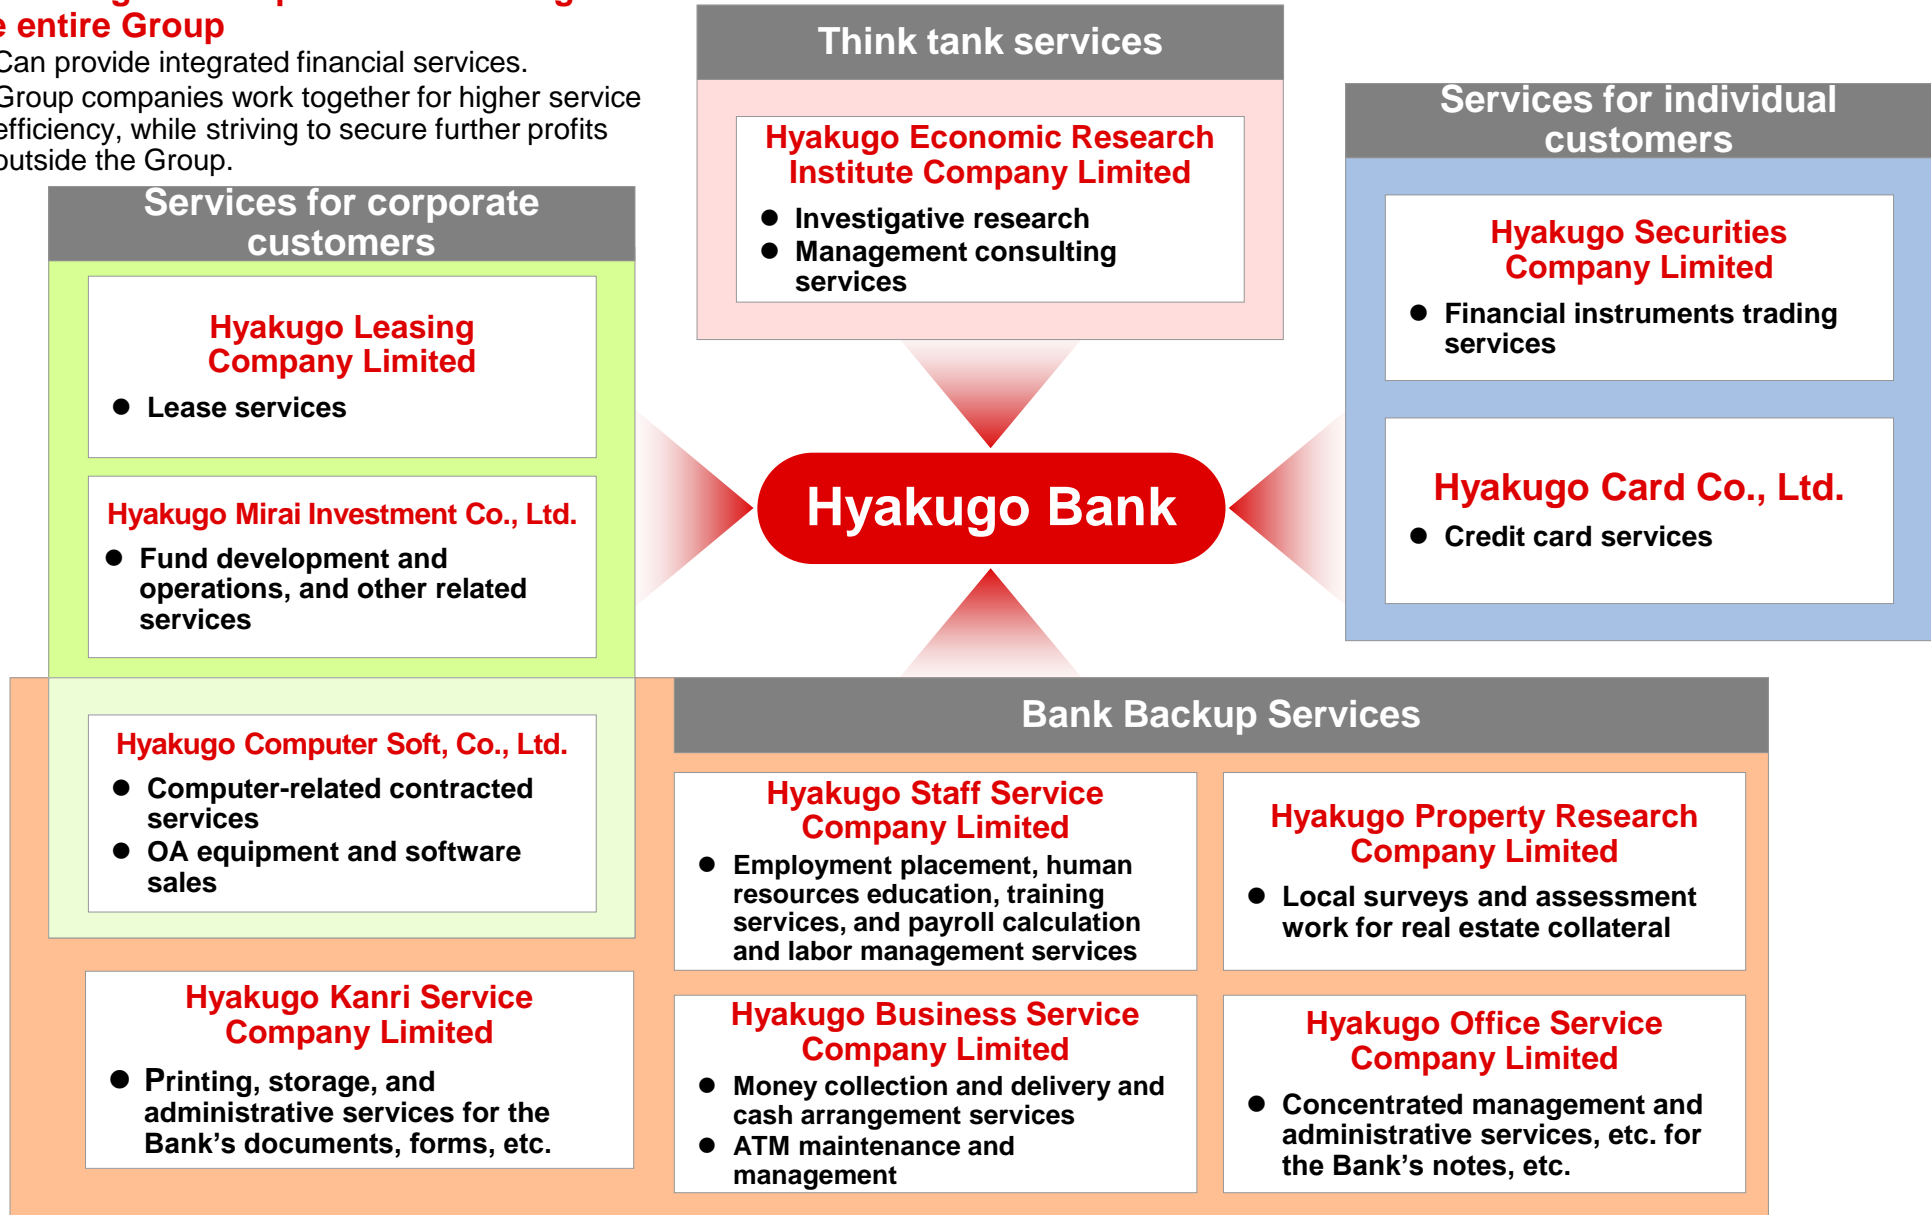 e entire Group
Can provide integrated financial services.
Group companies work together for higher service
efficiency, while striving to secure further profits
outside the Group.
Think tank services
Hyakugo Economic Research
Institute Company Limited
● Investigative research
● Management consulting
services
Services for individual
customers
Hyakugo Securities
Company Limited
● Financial instruments trading
services
Hyakugo Card Co., Ltd.
● Credit card services
Services for corporate
customers
Hyakugo Leasing
Company Limited
● Lease services
Hyakugo Mirai Investment Co., Ltd.
● Fund development and
operations, and other related
services
Hyakugo Bank
Hyakugo Computer Soft, Co., Ltd.
● Computer-related contracted
services
● OA equipment and software
sales
Hyakugo Kanri Service
Company Limited
● Printing, storage, and
administrative services for the
Bank’s documents, forms, etc.
Bank Backup Services
Hyakugo Staff Service
Company Limited
● Employment placement, human
resources education, training
services, and payroll calculation
and labor management services
Hyakugo Property Research
Company Limited
● Local surveys and assessment
work for real estate collateral
Hyakugo Business Service
Company Limited
● Money collection and delivery and
cash arrangement services
● ATM maintenance and
management
Hyakugo Office Service
Company Limited
● Concentrated management and
administrative services, etc. for
the Bank’s notes, etc.